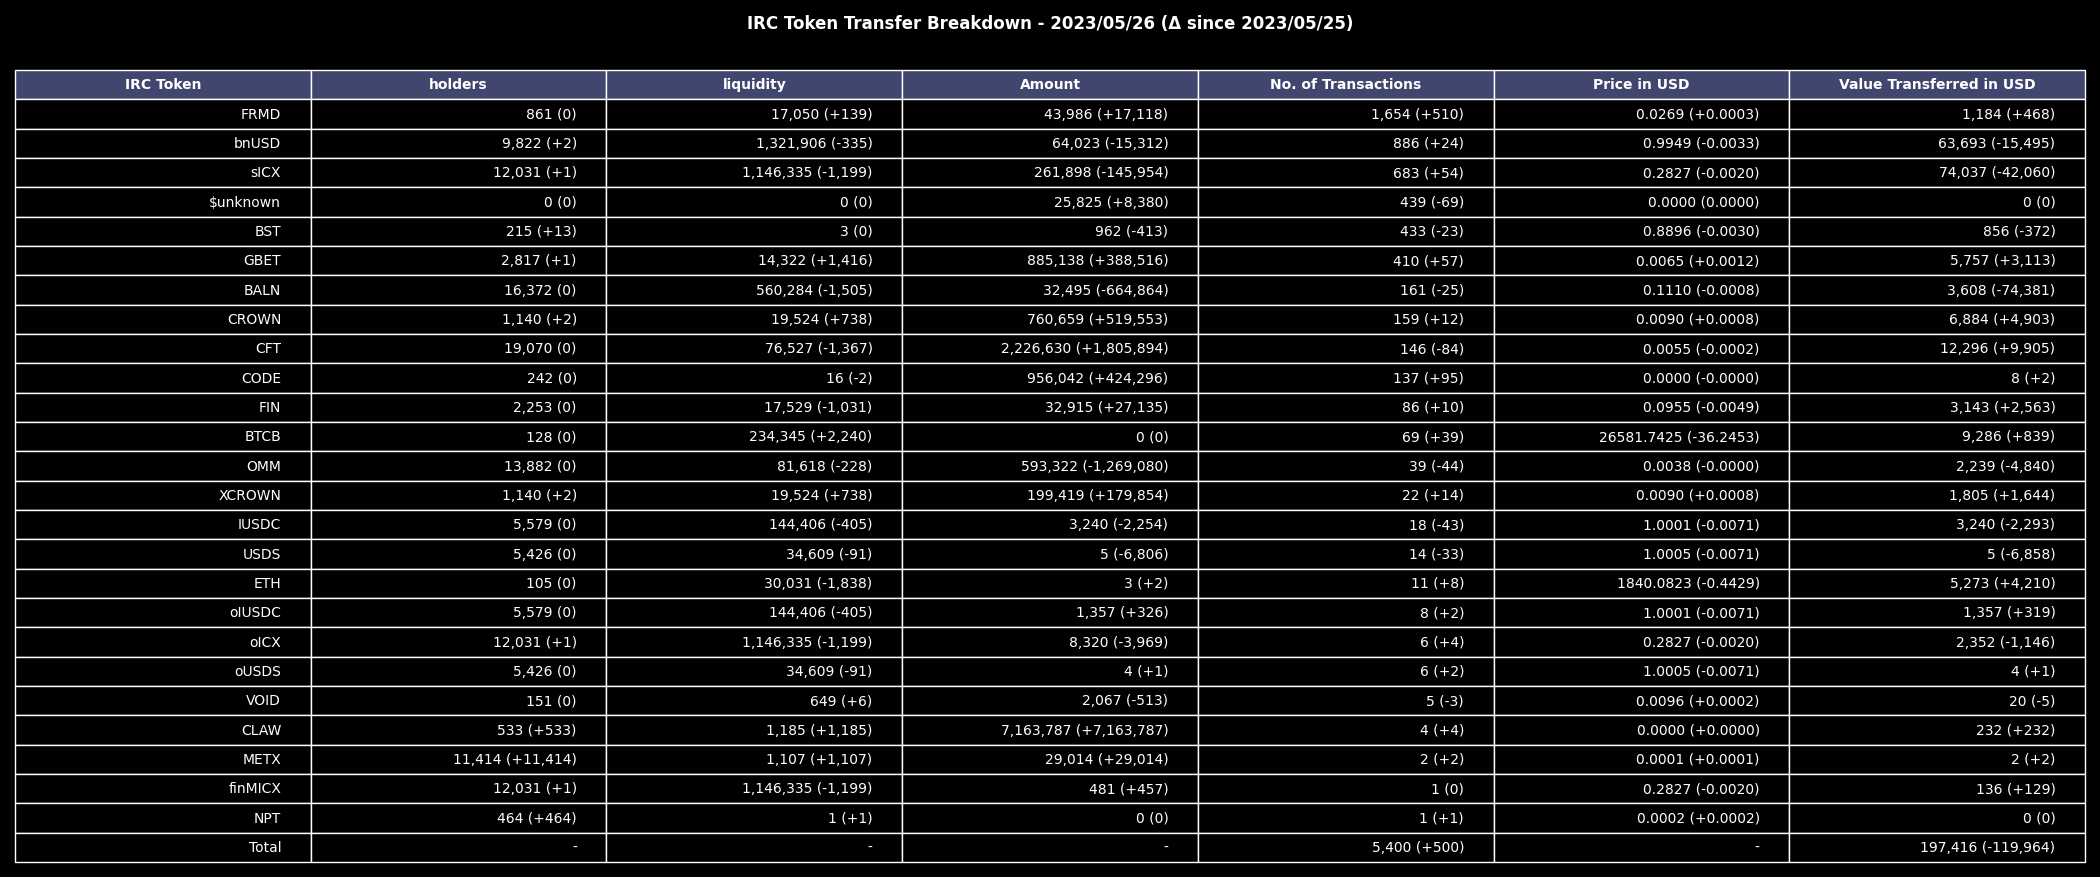 IRC Token Transfer Breakdown - 2023/05/26 (Δ since 2023/05/25)
IRC Token holders liquidity Amount No. of Transactions Price in USD Value Transferred in USD
FRMD 861 (0) 17,050 (+139) 43,986 (+17,118) 1,654 (+510) 0.0269 (+0.0003) 1,184 (+468)
bnUSD 9,822 (+2) 1,321,906 (-335) 64,023 (-15,312) 886 (+24) 0.9949 (-0.0033) 63,693 (-15,495)
sICX 12,031 (+1) 1,146,335 (-1,199) 261,898 (-145,954) 683 (+54) 0.2827 (-0.0020) 74,037 (-42,060)
$unknown 0 (0) 0 (0) 25,825 (+8,380) 439 (-69) 0.0000 (0.0000) 0 (0)
BST 215 (+13) 3 (0) 962 (-413) 433 (-23) 0.8896 (-0.0030) 856 (-372)
GBET 2,817 (+1) 14,322 (+1,416) 885,138 (+388,516) 410 (+57) 0.0065 (+0.0012) 5,757 (+3,113)
BALN 16,372 (0) 560,284 (-1,505) 32,495 (-664,864) 161 (-25) 0.1110 (-0.0008) 3,608 (-74,381)
CROWN 1,140 (+2) 19,524 (+738) 760,659 (+519,553) 159 (+12) 0.0090 (+0.0008) 6,884 (+4,903)
CFT 19,070 (0) 76,527 (-1,367) 2,226,630 (+1,805,894) 146 (-84) 0.0055 (-0.0002) 12,296 (+9,905)
CODE 242 (0) 16 (-2) 956,042 (+424,296) 137 (+95) 0.0000 (-0.0000) 8 (+2)
FIN 2,253 (0) 17,529 (-1,031) 32,915 (+27,135) 86 (+10) 0.0955 (-0.0049) 3,143 (+2,563)
BTCB 128 (0) 234,345 (+2,240) 0 (0) 69 (+39) 26581.7425 (-36.2453) 9,286 (+839)
OMM 13,882 (0) 81,618 (-228) 593,322 (-1,269,080) 39 (-44) 0.0038 (-0.0000) 2,239 (-4,840)
XCROWN 1,140 (+2) 19,524 (+738) 199,419 (+179,854) 22 (+14) 0.0090 (+0.0008) 1,805 (+1,644)
IUSDC 5,579 (0) 144,406 (-405) 3,240 (-2,254) 18 (-43) 1.0001 (-0.0071) 3,240 (-2,293)
USDS 5,426 (0) 34,609 (-91) 5 (-6,806) 14 (-33) 1.0005 (-0.0071) 5 (-6,858)
ETH 105 (0) 30,031 (-1,838) 3 (+2) 11 (+8) 1840.0823 (-0.4429) 5,273 (+4,210)
oIUSDC 5,579 (0) 144,406 (-405) 1,357 (+326) 8 (+2) 1.0001 (-0.0071) 1,357 (+319)
oICX 12,031 (+1) 1,146,335 (-1,199) 8,320 (-3,969) 6 (+4) 0.2827 (-0.0020) 2,352 (-1,146)
oUSDS 5,426 (0) 34,609 (-91) 4 (+1) 6 (+2) 1.0005 (-0.0071) 4 (+1)
VOID 151 (0) 649 (+6) 2,067 (-513) 5 (-3) 0.0096 (+0.0002) 20 (-5)
CLAW 533 (+533) 1,185 (+1,185) 7,163,787 (+7,163,787) 4 (+4) 0.0000 (+0.0000) 232 (+232)
METX 11,414 (+11,414) 1,107 (+1,107) 29,014 (+29,014) 2 (+2) 0.0001 (+0.0001) 2 (+2)
finMICX 12,031 (+1) 1,146,335 (-1,199) 481 (+457) 1 (0) 0.2827 (-0.0020) 136 (+129)
NPT 464 (+464) 1 (+1) 0 (0) 1 (+1) 0.0002 (+0.0002) 0 (0)
Total - - - 5,400 (+500) - 197,416 (-119,964)